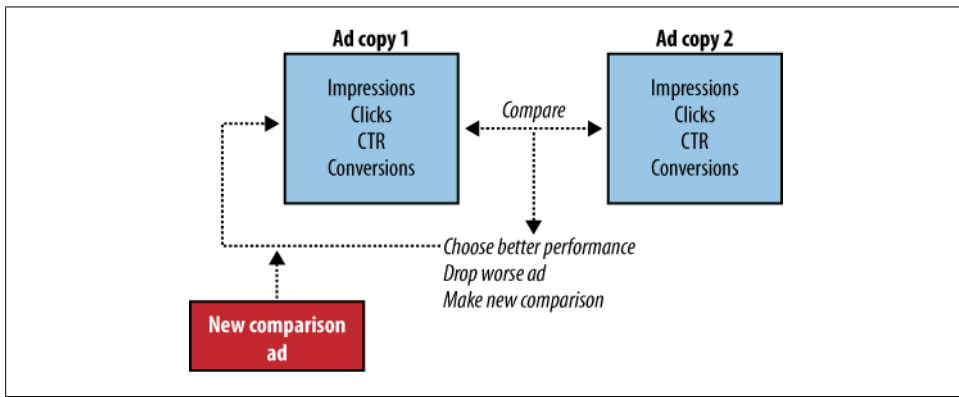 Ad copy 1
Impressions
Clicks
CTR
Conversions
Compare
Ad copy 2
Impressions
Clicks
CTR
Conversions
Choose better performance
Drop worse ad
Make new comparison
New comparison
ad